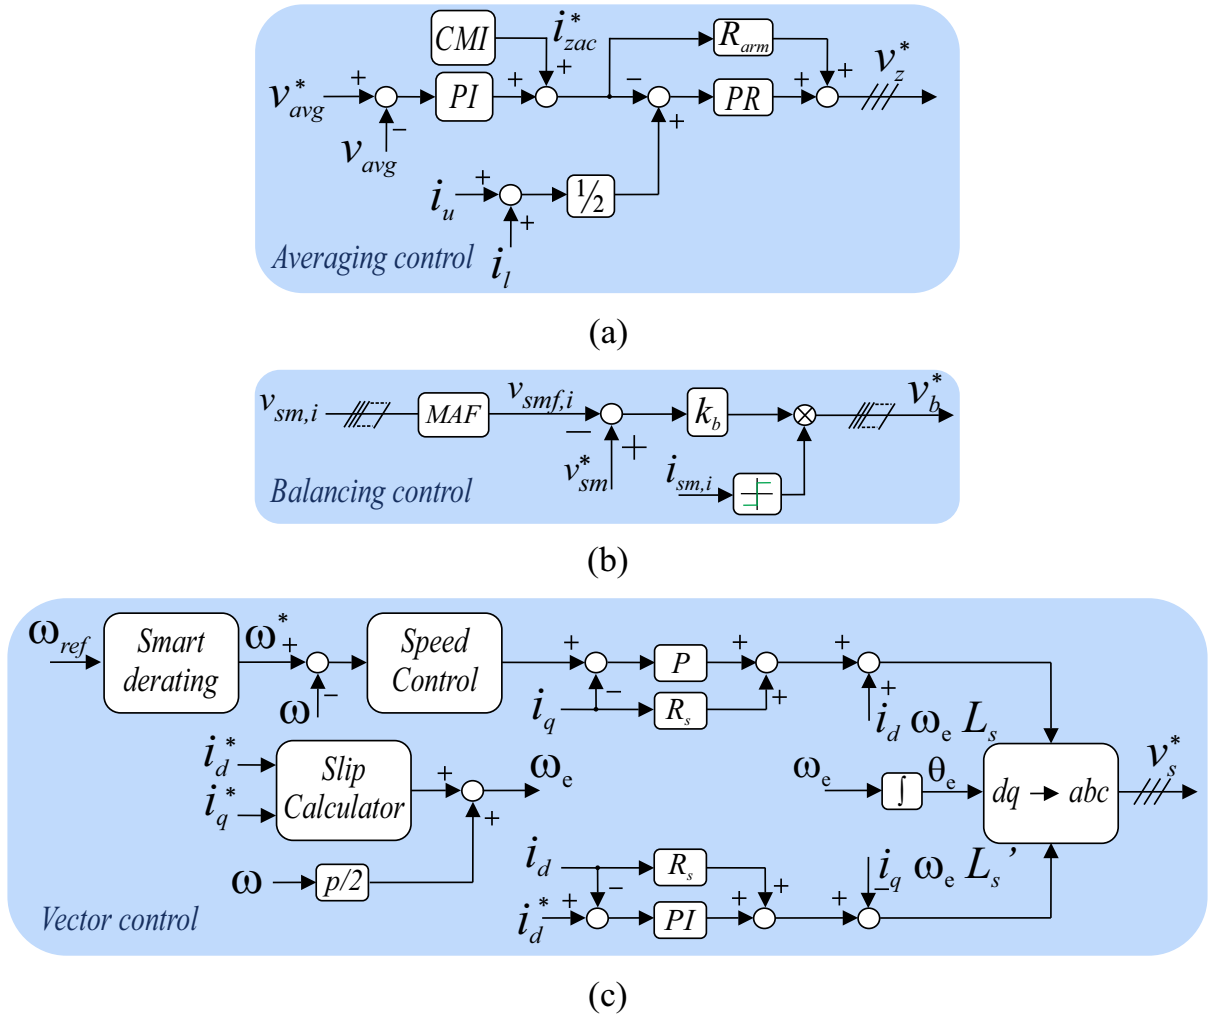 CMI
i*zac
Rarm
v*avg
+
PI
+
+
−
PR
+
+
v*z
−
vavg
+
iu
+
½
+
il
Averaging control
(a)
vsm,i
MAF
vsmf,i
−
+
kb
v*b
v*sm
ism,i
Balancing control
(b)
ωref
Smart
derating
ω*
+
−
ω
Speed
Control
+
−
iq
P
Rs
+
+
+
+
id ωe Ls
i*d
i*q
Slip
Calculator
+
+
ωe
ω
p/2
ωe
∫
θe
dq → abc
v*s
id
Rs
−
+
i*d
PI
+
+
+
−
iq ωe Ls’
Vector control
(c)